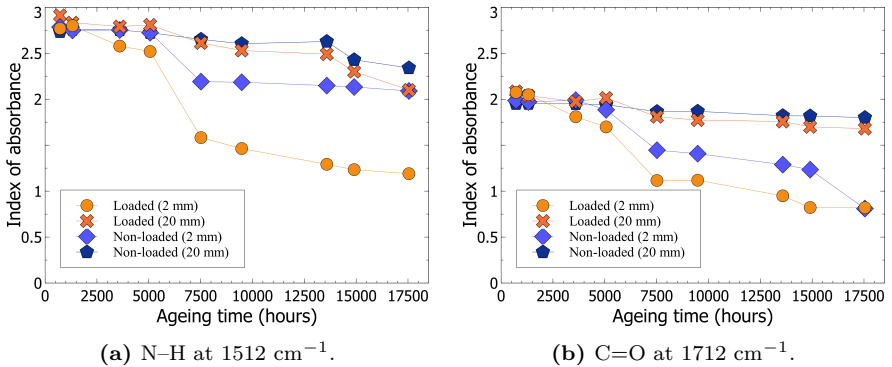 3
2.5
2
1
0.5
0
Index of absorbance
Loaded (2 mm)
Loaded (20 mm)
Non-loaded (2 mm)
Non-loaded (20 mm)
0 2500 5000 7500 10000 12500 15000 17500
Ageing time (hours)
(a) N–H at 1512 cm⁻¹.
3
2.5
2
1
0.5
0
Index of absorbance
Loaded (2 mm)
Loaded (20 mm)
Non-loaded (2 mm)
Non-loaded (20 mm)
0 2500 5000 7500 10000 12500 15000 17500
Ageing time (hours)
(b) C=O at 1712 cm⁻¹.